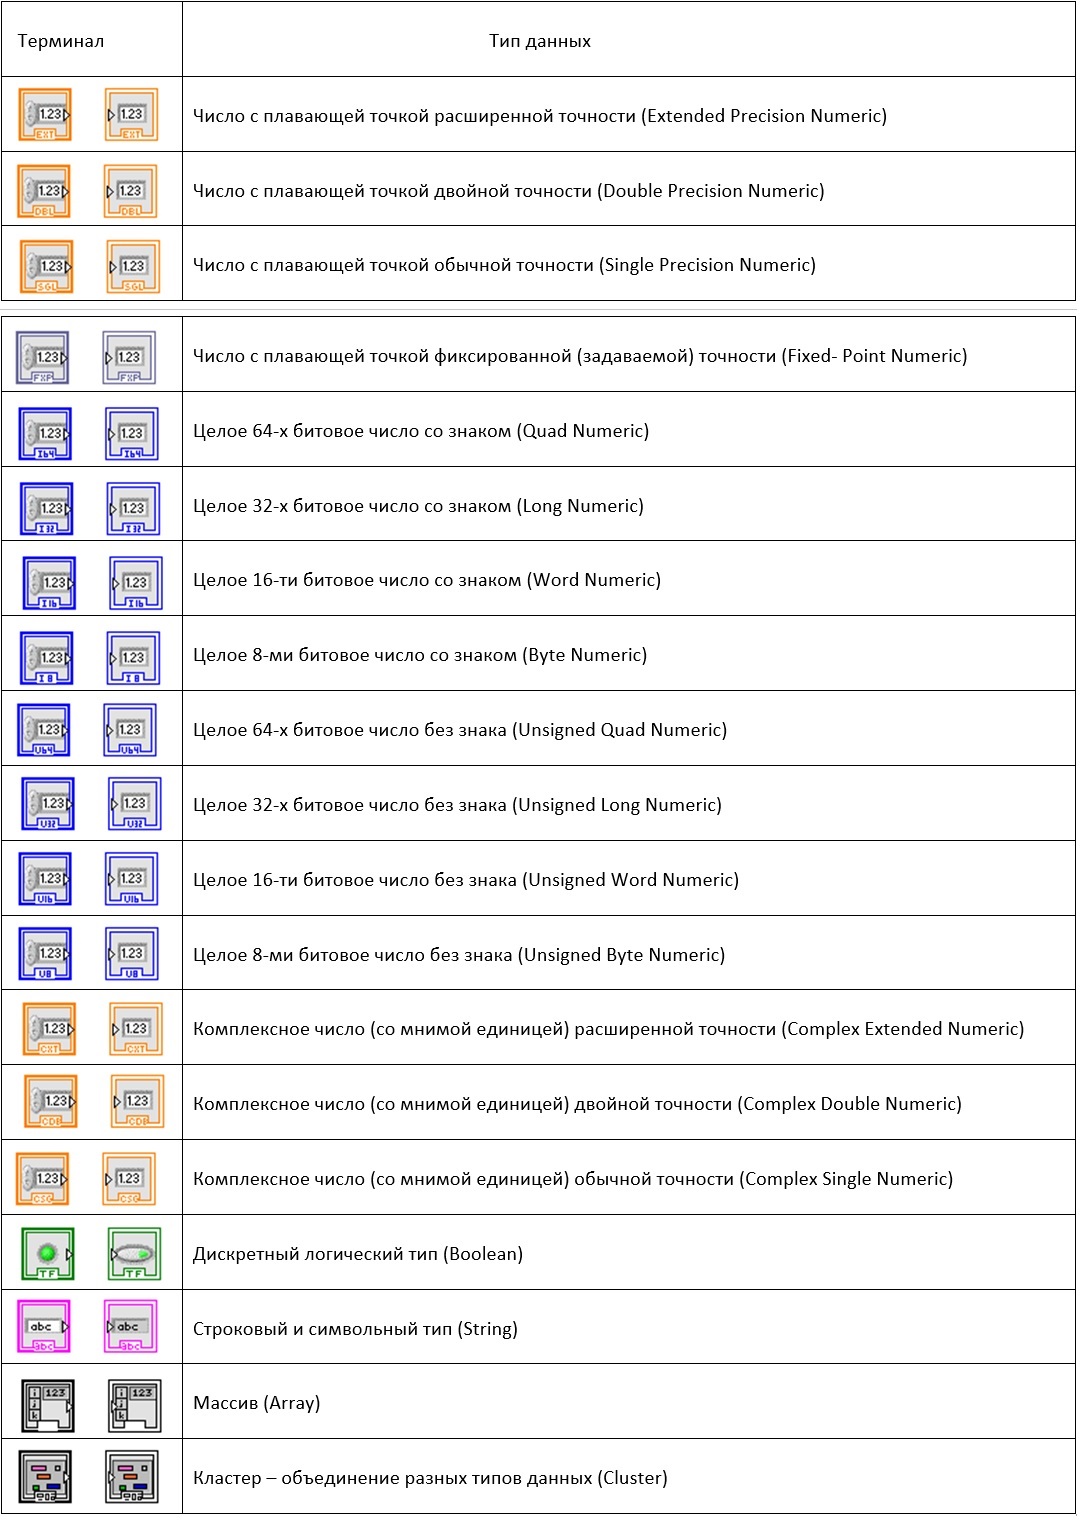 Терминал Тип данных
1.23 1.23 Число с плавающей точкой расширенной точности (Extended Precision Numeric)
EXT EXT
1.23 1.23 Число с плавающей точкой двойной точности (Double Precision Numeric)
DBL DBL
1.23 1.23 Число с плавающей точкой обычной точности (Single Precision Numeric)
SGL SGL
1.23 1.23 Число с плавающей точкой фиксированной (задаваемой) точности (Fixed- Point Numeric)
FXP FXP
1.23 1.23 Целое 64-х битовое число со знаком (Quad Numeric)
I64 I64
1.23 1.23 Целое 32-х битовое число со знаком (Long Numeric)
I32 I32
1.23 1.23 Целое 16-ти битовое число со знаком (Word Numeric)
I16 I16
1.23 1.23 Целое 8-ми битовое число со знаком (Byte Numeric)
I8 I8
1.23 1.23 Целое 64-х битовое число без знака (Unsigned Quad Numeric)
U64 U64
1.23 1.23 Целое 32-х битовое число без знака (Unsigned Long Numeric)
U32 U32
1.23 1.23 Целое 16-ти битовое число без знака (Unsigned Word Numeric)
U16 U16
1.23 1.23 Целое 8-ми битовое число без знака (Unsigned Byte Numeric)
U8 U8
1.23 1.23 Комплексное число (со мнимой единицей) расширенной точности (Complex Extended Numeric)
CXT CXT
1.23 1.23 Комплексное число (со мнимой единицей) двойной точности (Complex Double Numeric)
CDB CDB
1.23 1.23 Комплексное число (со мнимой единицей) обычной точности (Complex Single Numeric)
CSG CSG
Дискретный логический тип (Boolean)
TF TF
abc abc Строковый и символьный тип (String)
abc abc
i 123 i 123
j j Массив (Array)
k k
Кластер – объединение разных типов данных (Cluster)